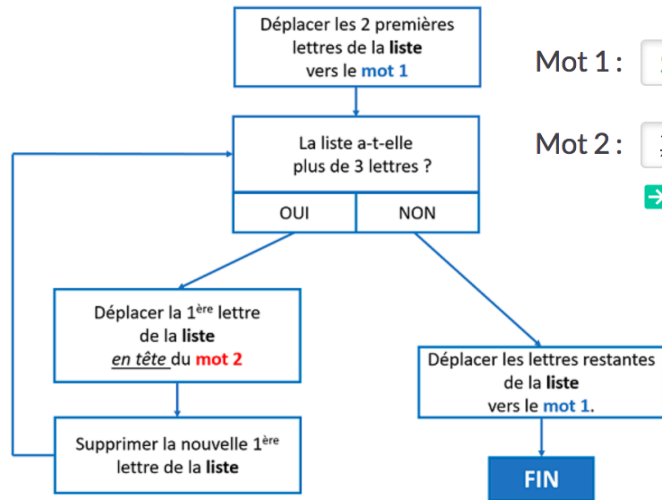 Déplacer les 2 premières
lettres de la liste
vers le mot 1
Mot 1 :
Mot 2 :
La liste a-t-elle
plus de 3 lettres ?
OUI
NON
Déplacer la 1ère lettre
de la liste
en tête du mot 2
Supprimer la nouvelle 1ère
lettre de la liste
Déplacer les lettres restantes
de la liste
vers le mot 1.
FIN